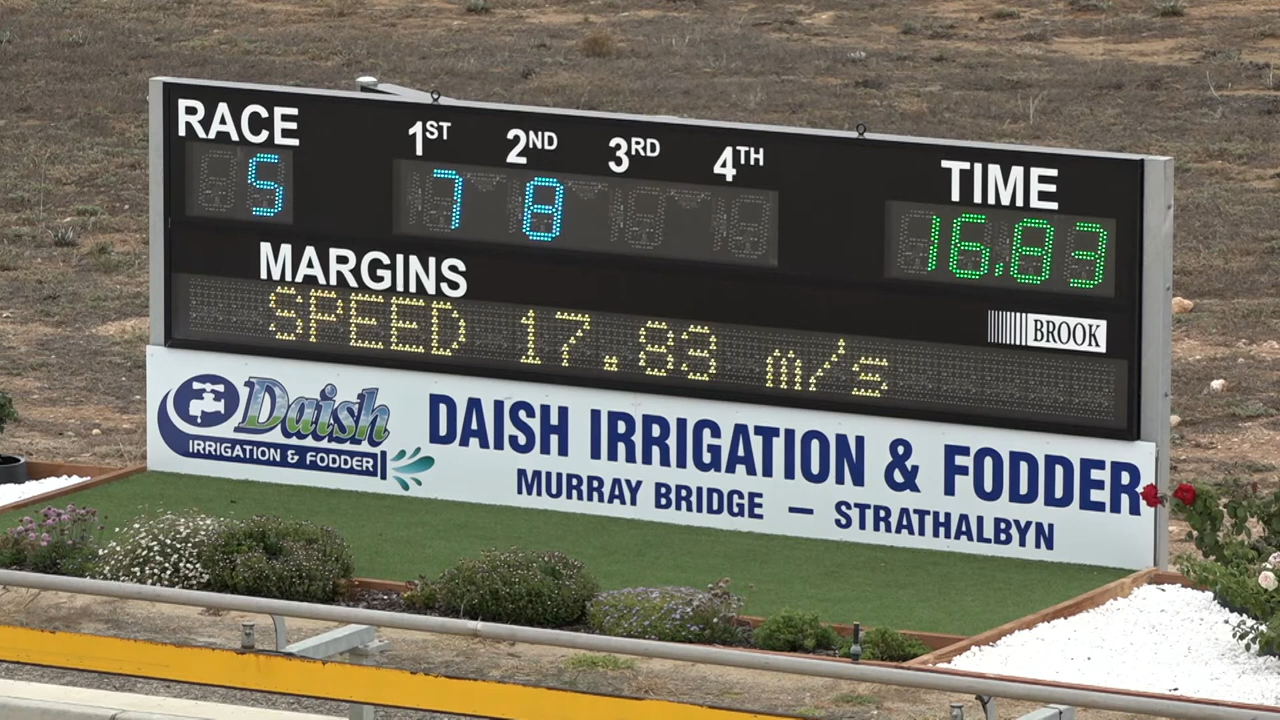 RACE 1ST 2ND 3RD 4TH TIME
5 7 8 16.83
MARGINS
SPEED 17.83 m/s
BROOK
Daish
IRRIGATION & FODDER
DAISH IRRIGATION & FODDER
MURRAY BRIDGE – STRATHALBYN